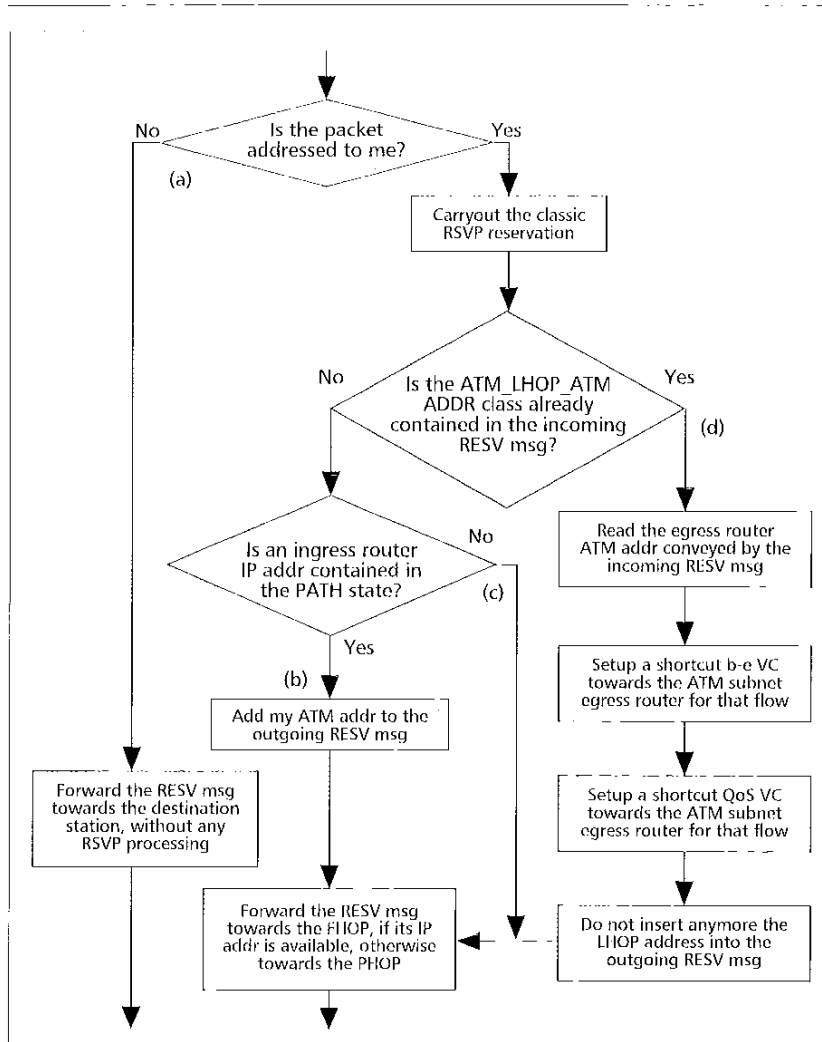 No
Is the packet
addressed to me?
Yes
(a)
Carryout the classic
RSVP reservation
No
Is the ATM_LHOP_ATM
ADDR class already
contained in the incoming
RESV msg?
Yes
(d)
Is an ingress router
IP addr contained in
the PATH state?
No
(c)
Yes
(b)
Read the egress router
ATM addr conveyed by the
incoming RESV msg
Add my ATM addr to the
outgoing RESV msg
Setup a shortcut b-e VC
towards the ATM subnet
egress router for that flow
Forward the RESV msg
towards the destination
station, without any
RSVP processing
Setup a shortcut QoS VC
towards the ATM subnet
egress router for that flow
Forward the RESV msg
towards the FHOP, if its IP
addr is available, otherwise
towards the PHOP
Do not insert anymore the
LHOP address into the
outgoing RESV msg